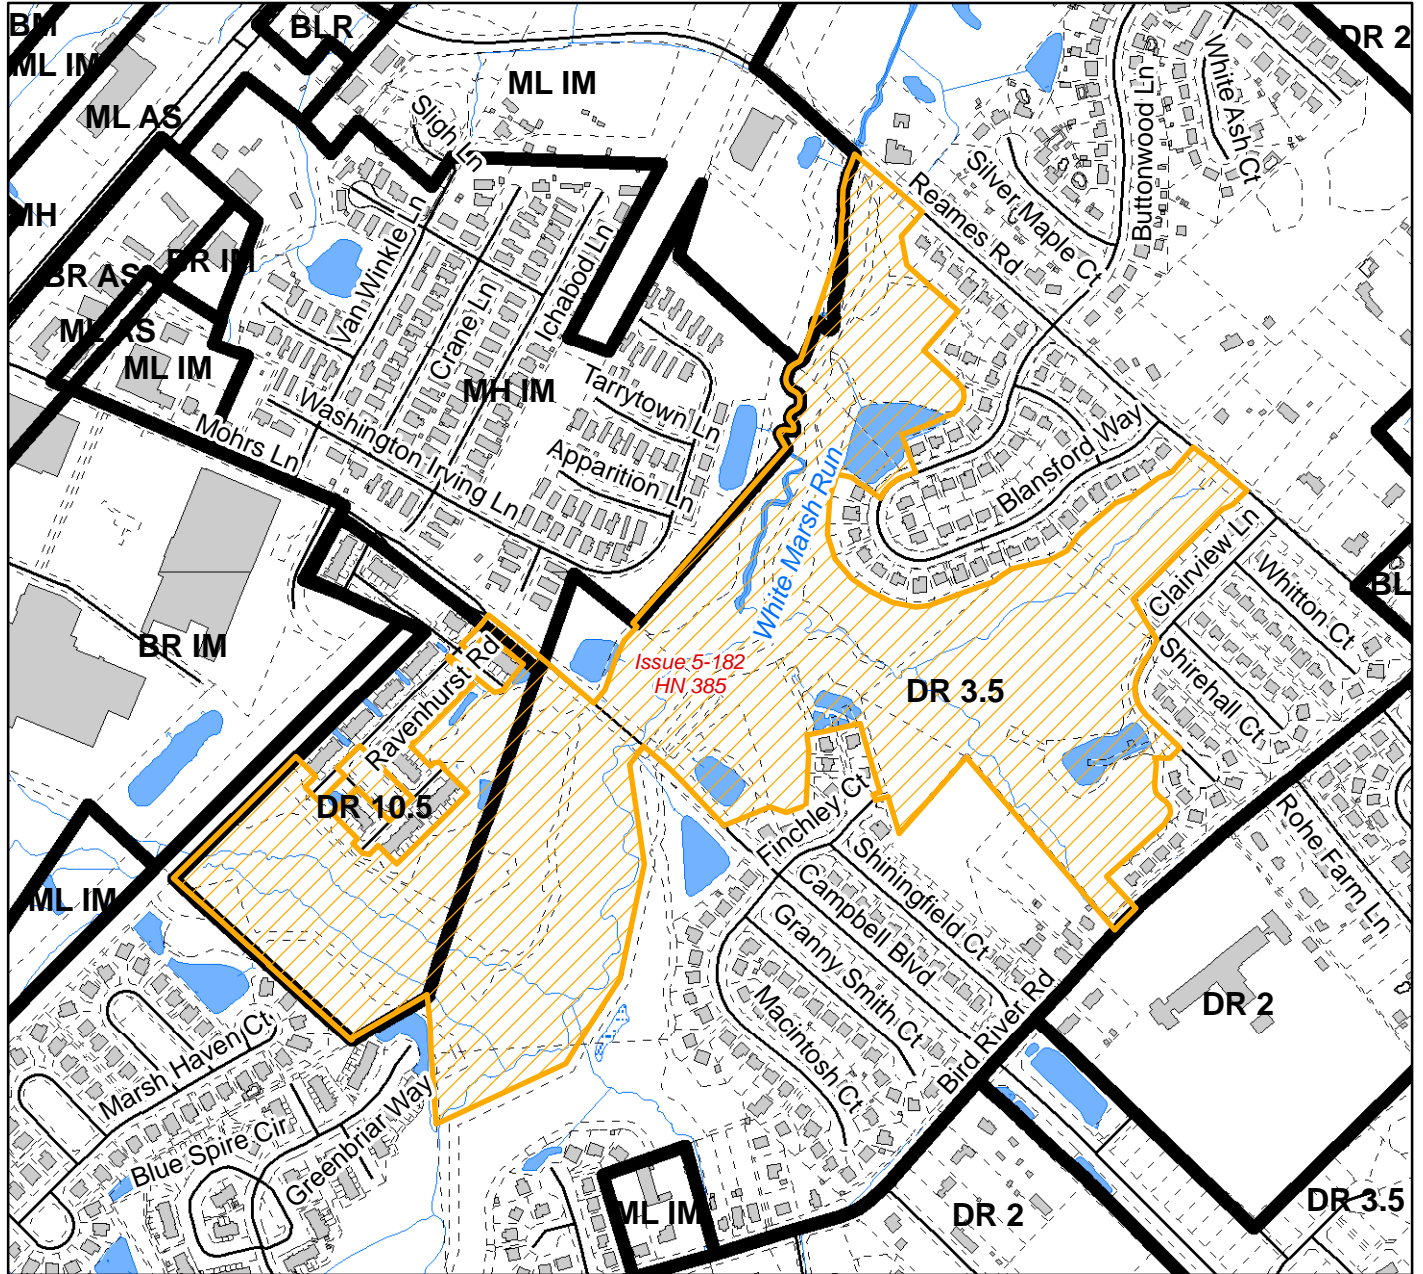 BM
BLR
DR 2
ML IM
ML IM
ML AS
Sligh Ln
Buttonwood Ln
White Ash Ct
Silver Maple Ct
Reames Rd
MH
Van Winkle Ln
BR IM
BR AS
Ichabod Ln
Crane Ln
ML AS
ML IM
MH IM
Tarrytown Ln
Washington Irving Ln
Mohrs Ln
Apparition Ln
Blansford Way
White Marsh Run
Clairview Ln
Whitton Ct
BL
BR IM
Ravenhurst Rd
Issue:5-182
HN 385
DR 3.5
Shirehall Ct
DR 10.5
Finchley Ct
Rohe Farm Ln
Shiningfield Ct
Campbell Blvd
Granny Smith Ct
Macintosh Ct
ML IM
Bird River Rd
DR 2
Marsh Haven Ct
Blue Spire Cir
Greenbriar Way
ML IM
DR 2
DR 3.5